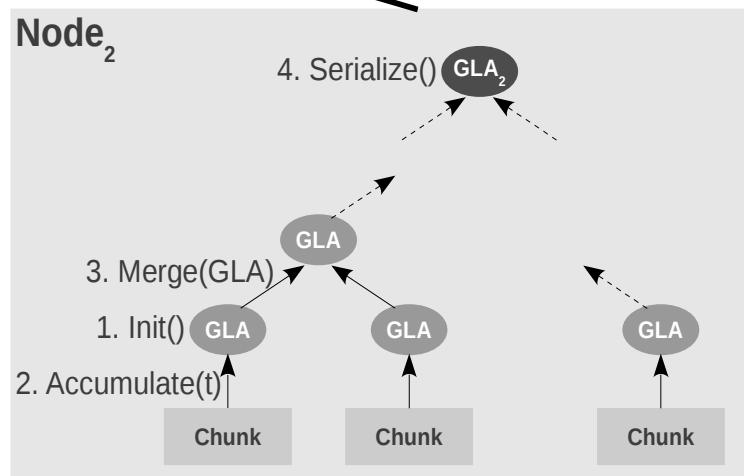 Node2
4. Serialize() GLA2
GLA
3. Merge(GLA)
1. Init() GLA GLA GLA
2. Accumulate(t)
Chunk Chunk Chunk